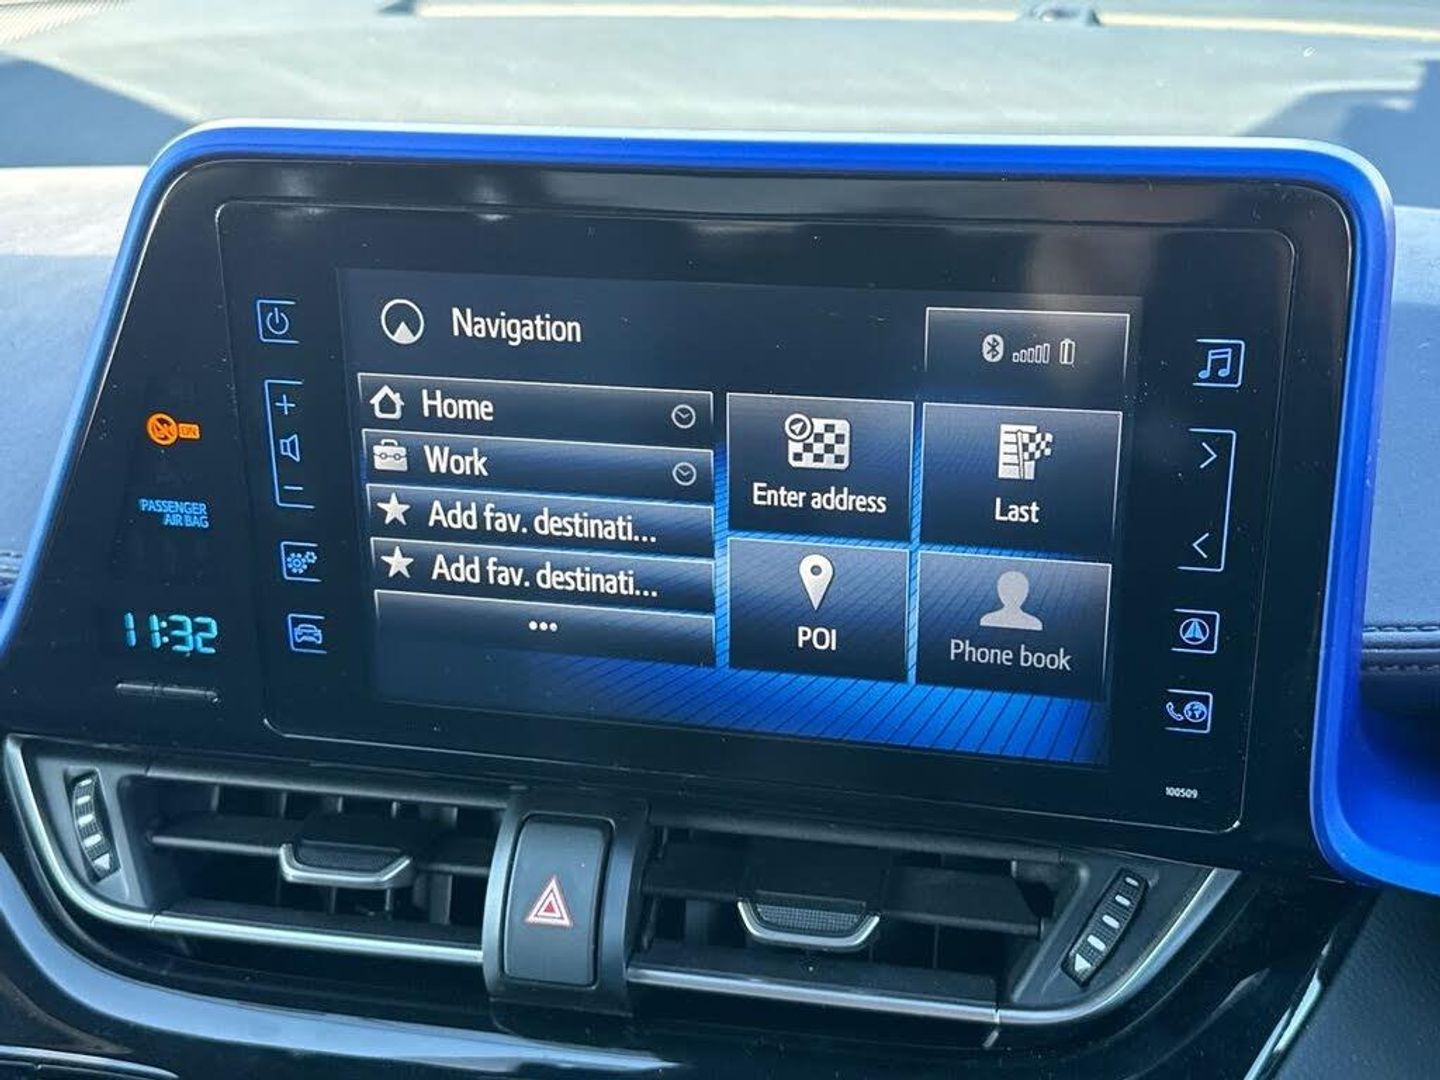 Navigation
Home
Work
Add fav. destinati...
Add fav. destinati...
...
Enter address
Last
POI
Phone book
ON
PASSENGER
AIR BAG
11:32
100509